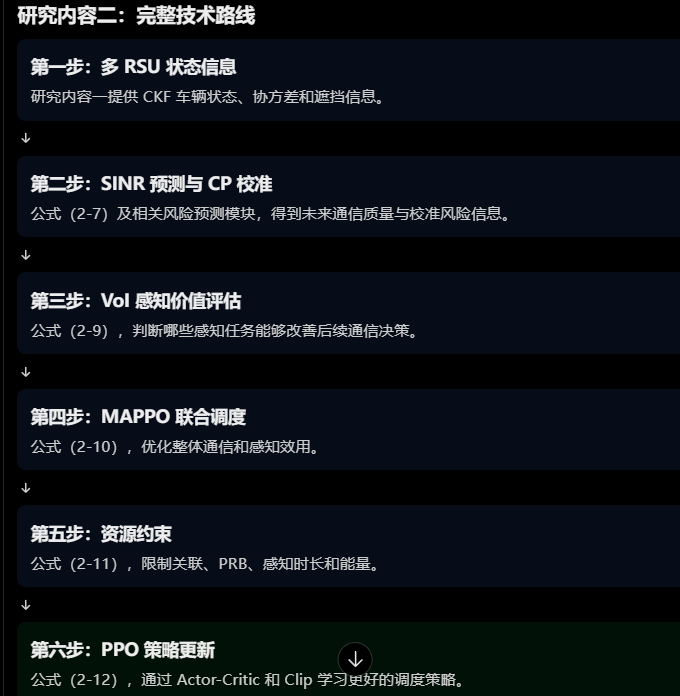 研究内容二：完整技术路线
第一步：多 RSU 状态信息
研究内容一提供 CKF 车辆状态、协方差和遮挡信息。
↓
第二步：SINR 预测与 CP 校准
公式（2-7）及相关风险预测模块，得到未来通信质量与校准风险信息。
↓
第三步：VoI 感知价值评估
公式（2-9），判断哪些感知任务能够改善后续通信决策。
↓
第四步：MAPPO 联合调度
公式（2-10），优化整体通信和感知效用。
↓
第五步：资源约束
公式（2-11），限制关联、PRB、感知时长和能量。
↓
第六步：PPO 策略更新
公式（2-12），通过 Actor-Critic 和 Clip 学习更好的调度策略。